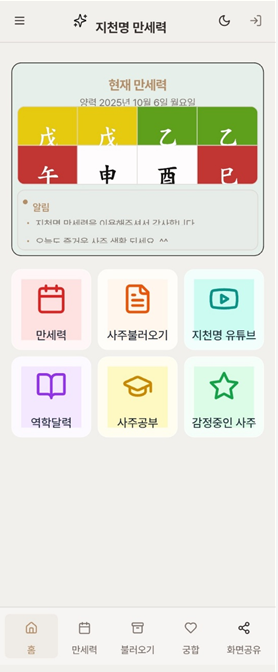 지천명 만세력
현재 만세력
양력 2025년 10월 6일 월요일
戊 戊 乙 乙
午 申 酉 巳
알림
• 지천명 만세력을 이용해주셔서 감사합니다
• 오늘도 즐거운 사주 생활 되세요 ^^
만세력 사주불러오기 지천명 유튜브
역학달력 사주공부 감정중인 사주
홈 만세력 불러오기 궁합 화면공유